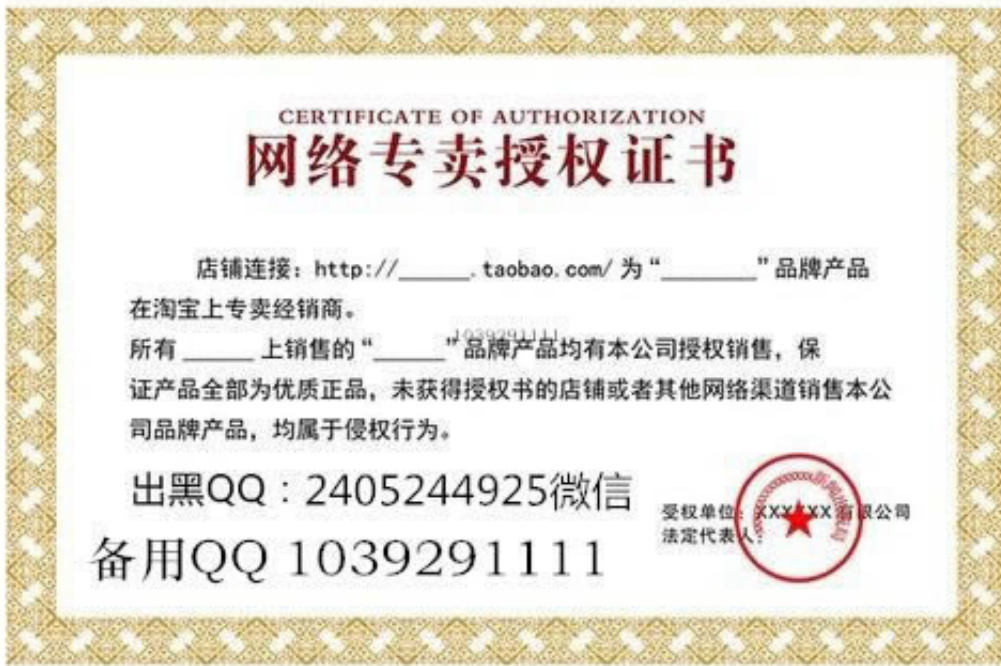 CERTIFICATE OF AUTHORIZATION
网络专卖授权证书
店铺连接：http://______.taobao.com/ 为“________”品牌产品
在淘宝上专卖经销商。
1039291111
所有 ______ 上销售的“______”品牌产品均有本公司授权销售，保
证产品全部为优质正品，未获得授权书的店铺或者其他网络渠道销售本公
司品牌产品，均属于侵权行为。
出黑QQ：2405244925微信
受权单位：XXXXXX 有限公司
法定代表人：
备用QQ 1039291111